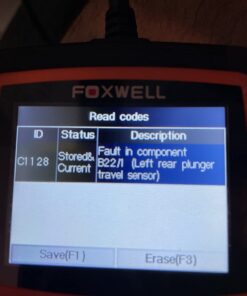 FOXWELL
Read codes
ID Status Description
C1128 Stored& Current Fault in component B22/1 (Left rear plunger travel sensor)
Save(F1) Erase(F3)